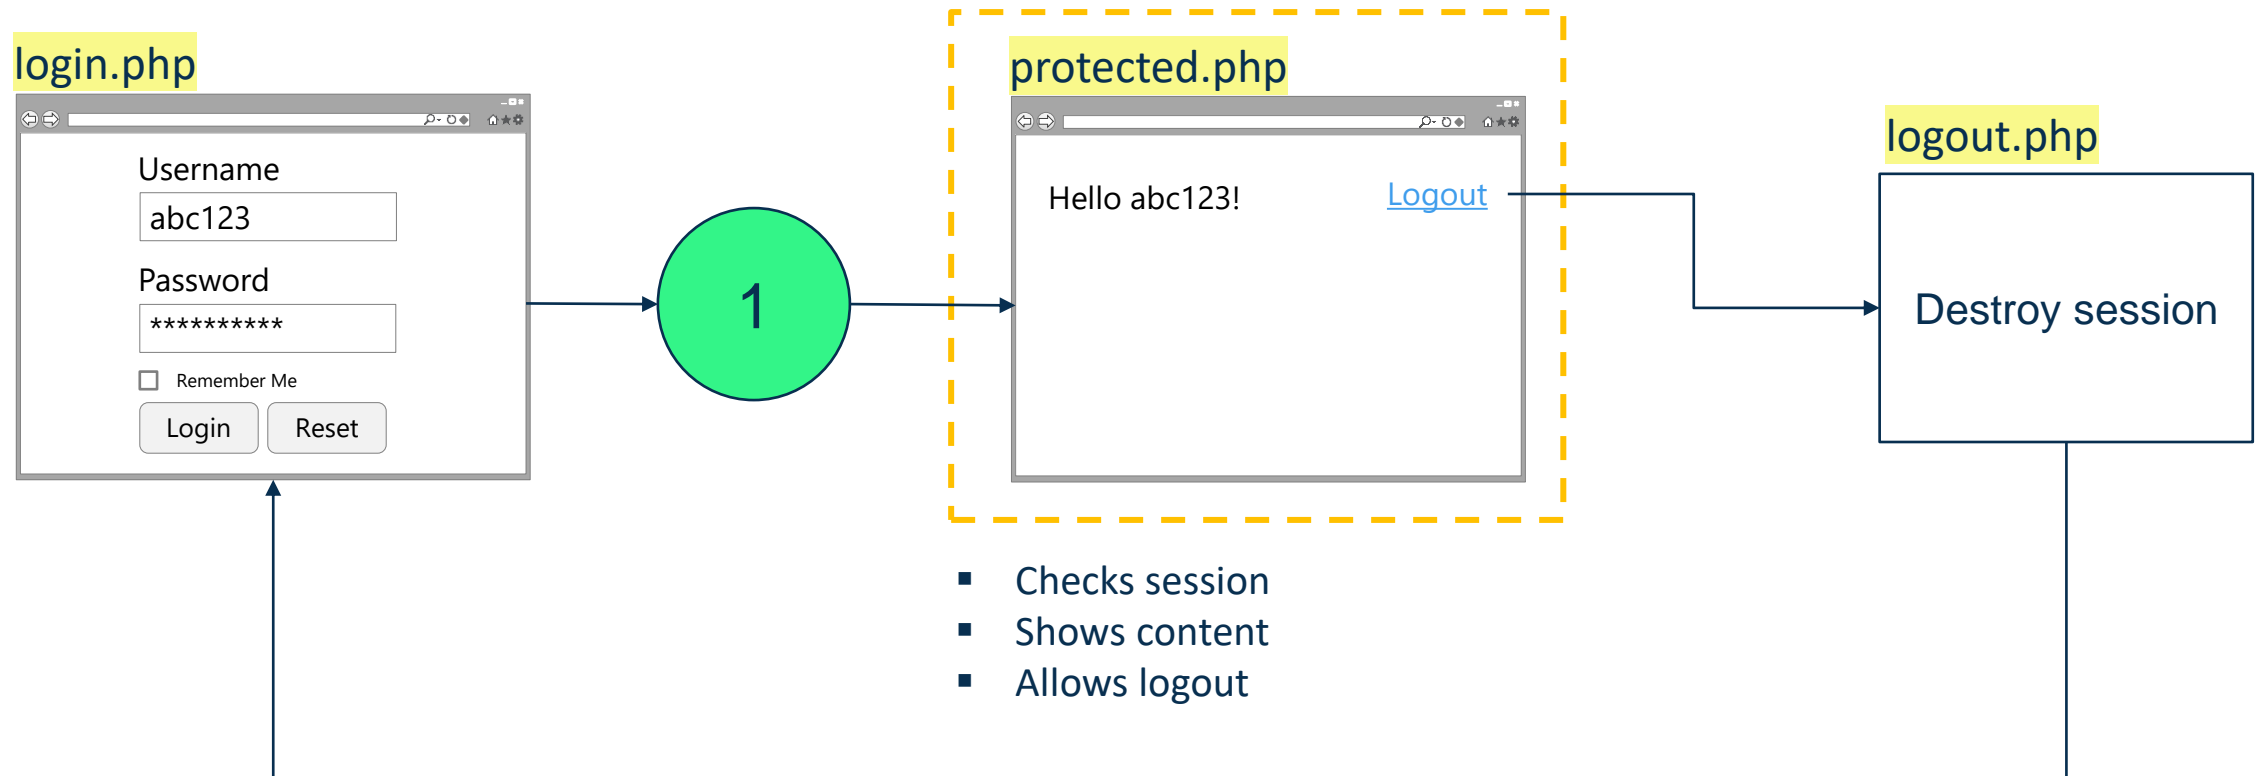 login.php
Username
abc123
Password
**********
Remember Me
Login Reset
1
protected.php
Hello abc123! Logout
▪ Checks session
▪ Shows content
▪ Allows logout
logout.php
Destroy session